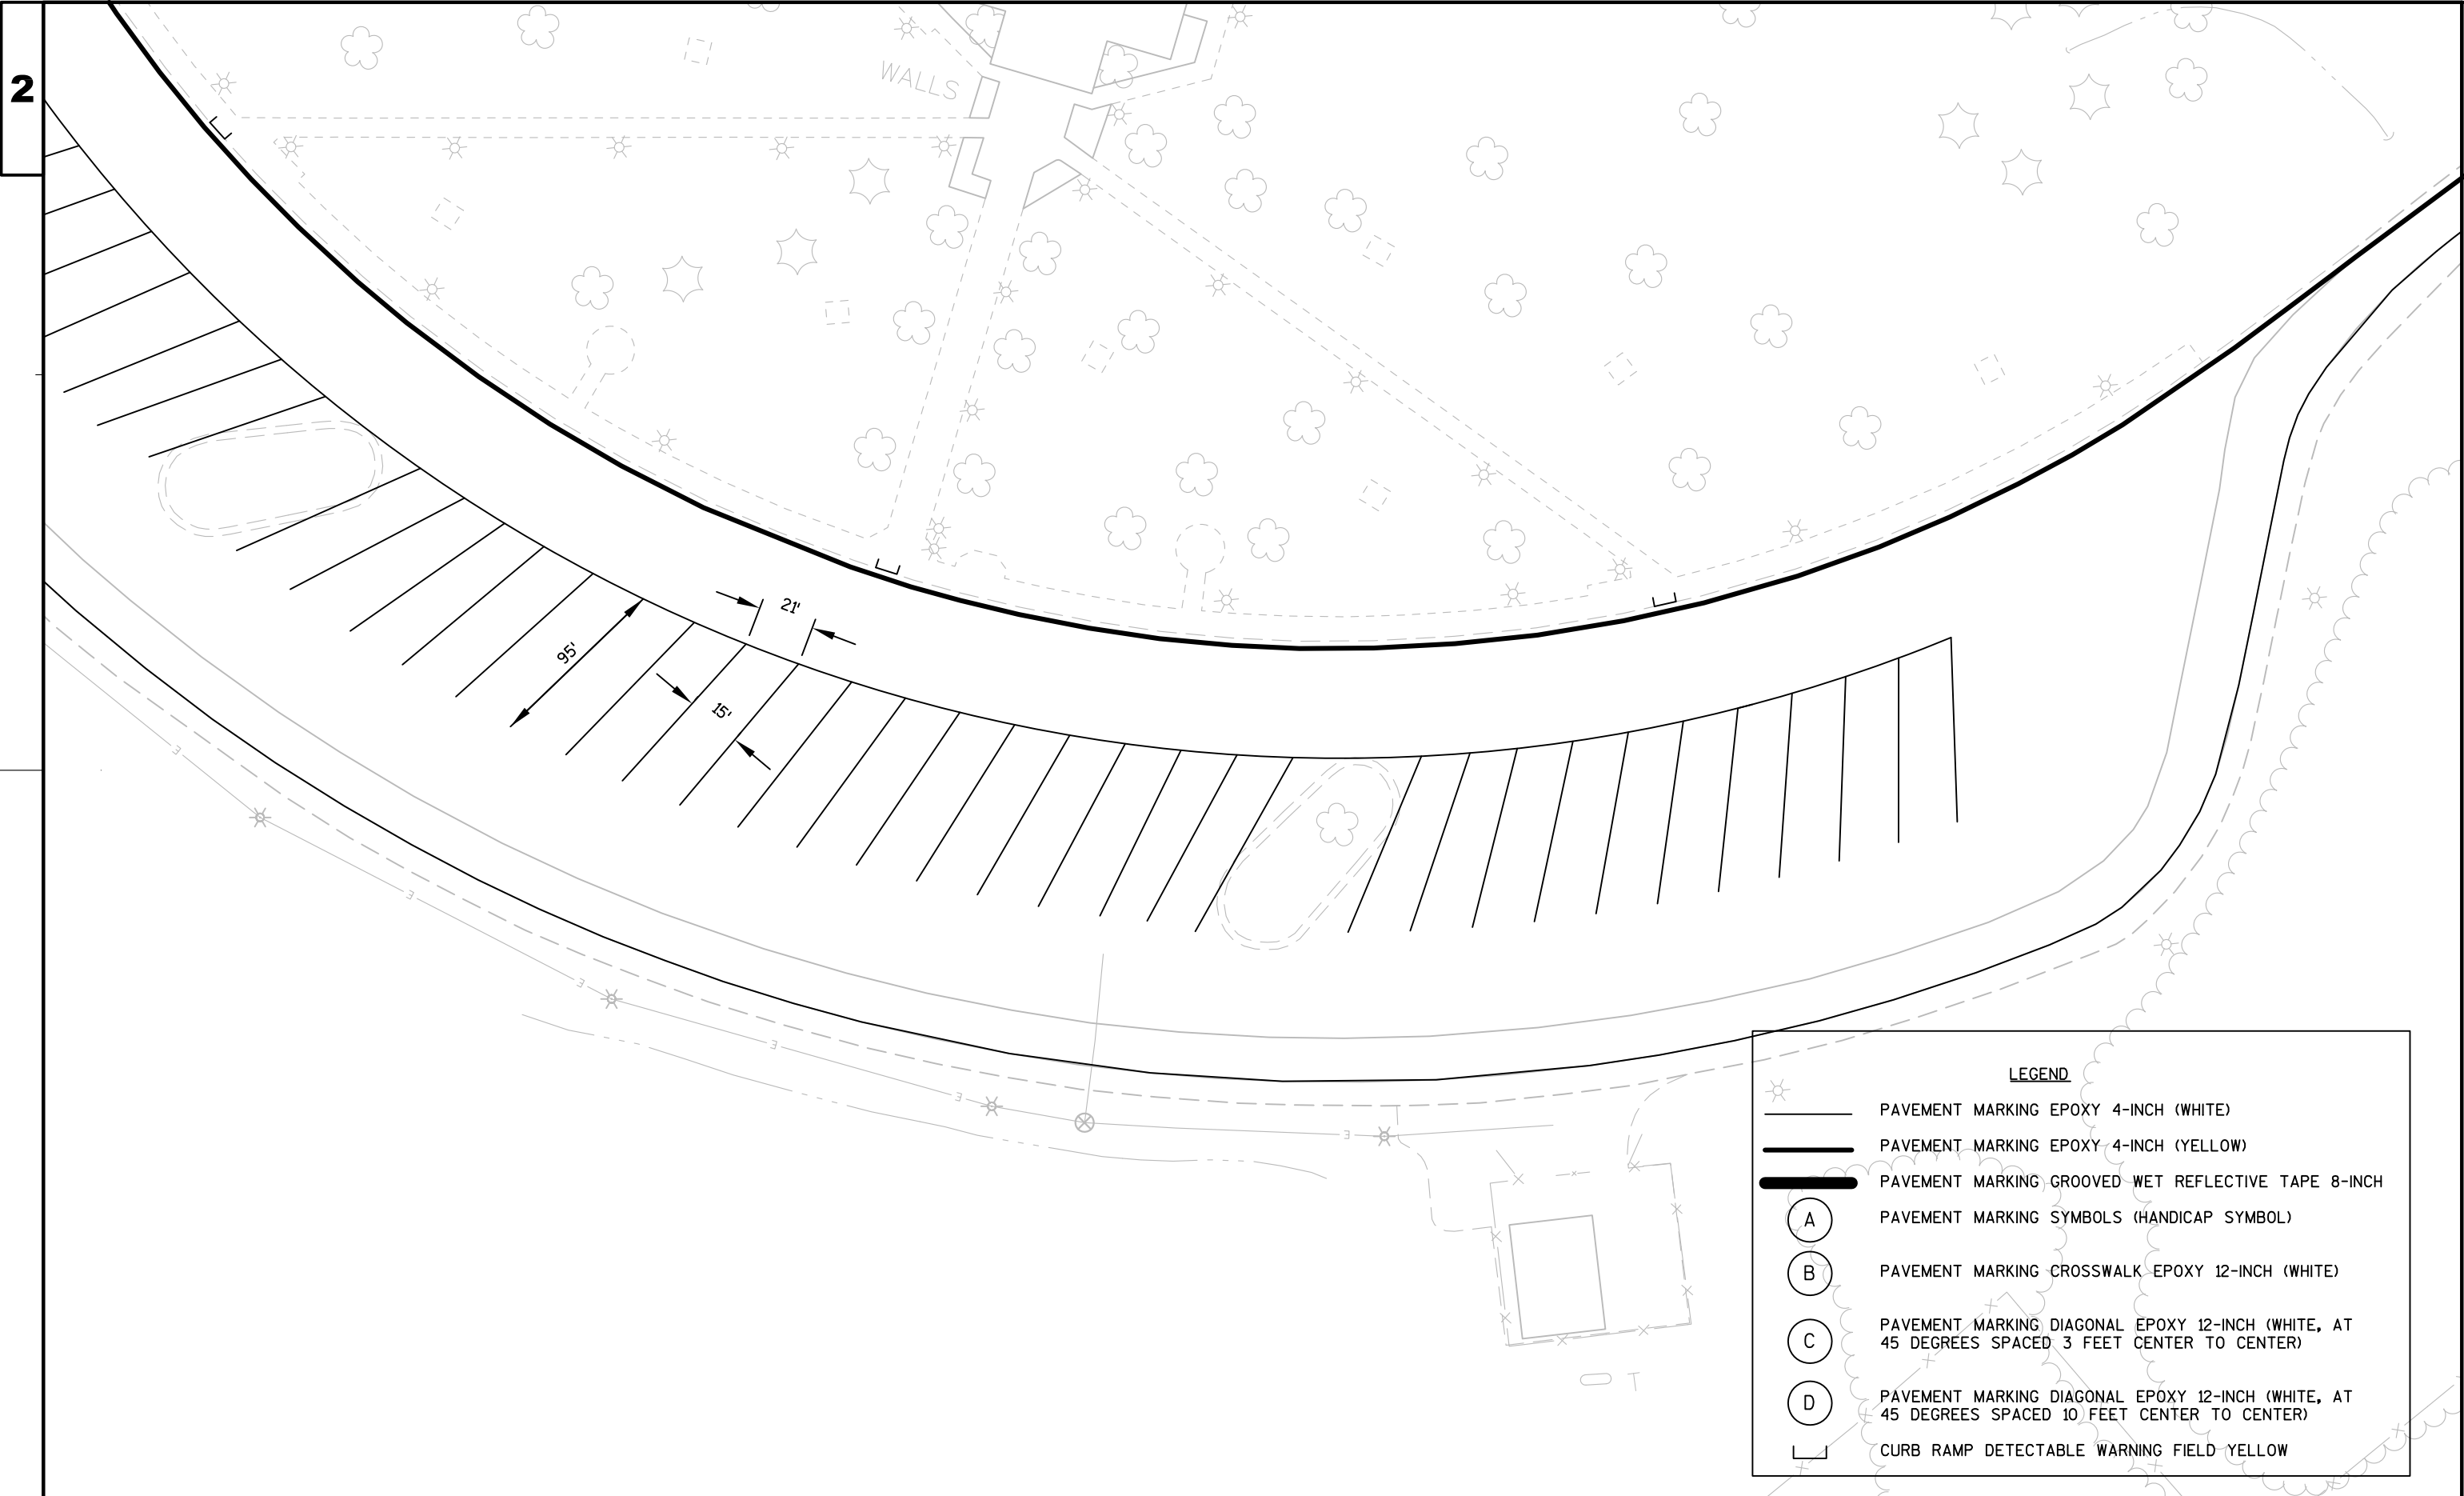 2
WALLS
21'
95'
15'
E
E
E
E
E
E
LEGEND
PAVEMENT MARKING EPOXY 4-INCH (WHITE)
PAVEMENT MARKING EPOXY 4-INCH (YELLOW)
PAVEMENT MARKING GROOVED WET REFLECTIVE TAPE 8-INCH
A PAVEMENT MARKING SYMBOLS (HANDICAP SYMBOL)
B PAVEMENT MARKING CROSSWALK EPOXY 12-INCH (WHITE)
C PAVEMENT MARKING DIAGONAL EPOXY 12-INCH (WHITE, AT
45 DEGREES SPACED 3 FEET CENTER TO CENTER)
D PAVEMENT MARKING DIAGONAL EPOXY 12-INCH (WHITE, AT
45 DEGREES SPACED 10 FEET CENTER TO CENTER)
CURB RAMP DETECTABLE WARNING FIELD YELLOW